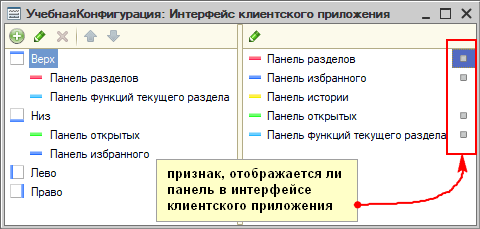 УчебнаяКонфигурация: Интерфейс клиентского приложения
Верх
Панель разделов
Панель функций текущего раздела
Низ
Панель открытых
Панель избранного
Лево
Право
Панель разделов
Панель избранного
Панель истории
Панель открытых
Панель функций текущего раздела
признак, отображается ли
панель в интерфейсе
клиентского приложения